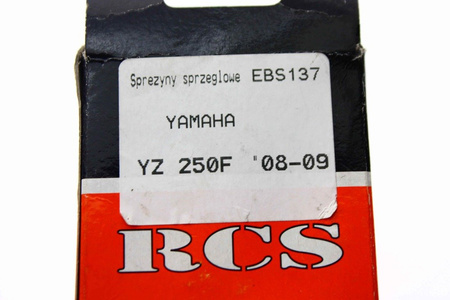 Sprezyny sprzeglowe EBS137
YAMAHA
YZ 250F '08-09
RCS